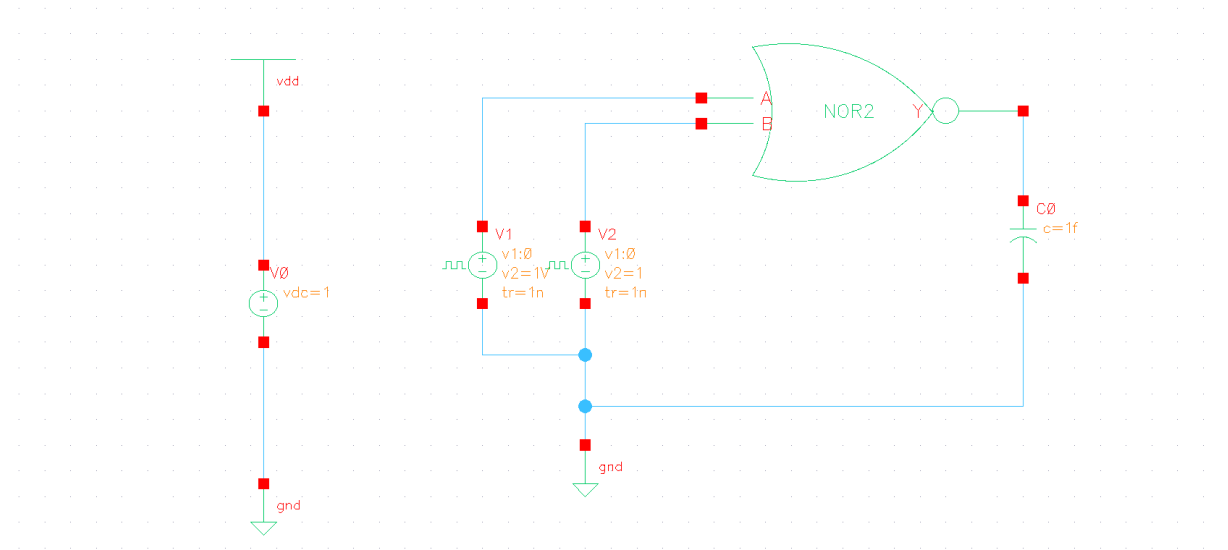 vdd
V0
vdc=1
gnd
V1
v1:0
v2=1V
tr=1n
V2
v1:0
v2=1
tr=1n
gnd
A
B
NOR2
Y
C0
c=1f